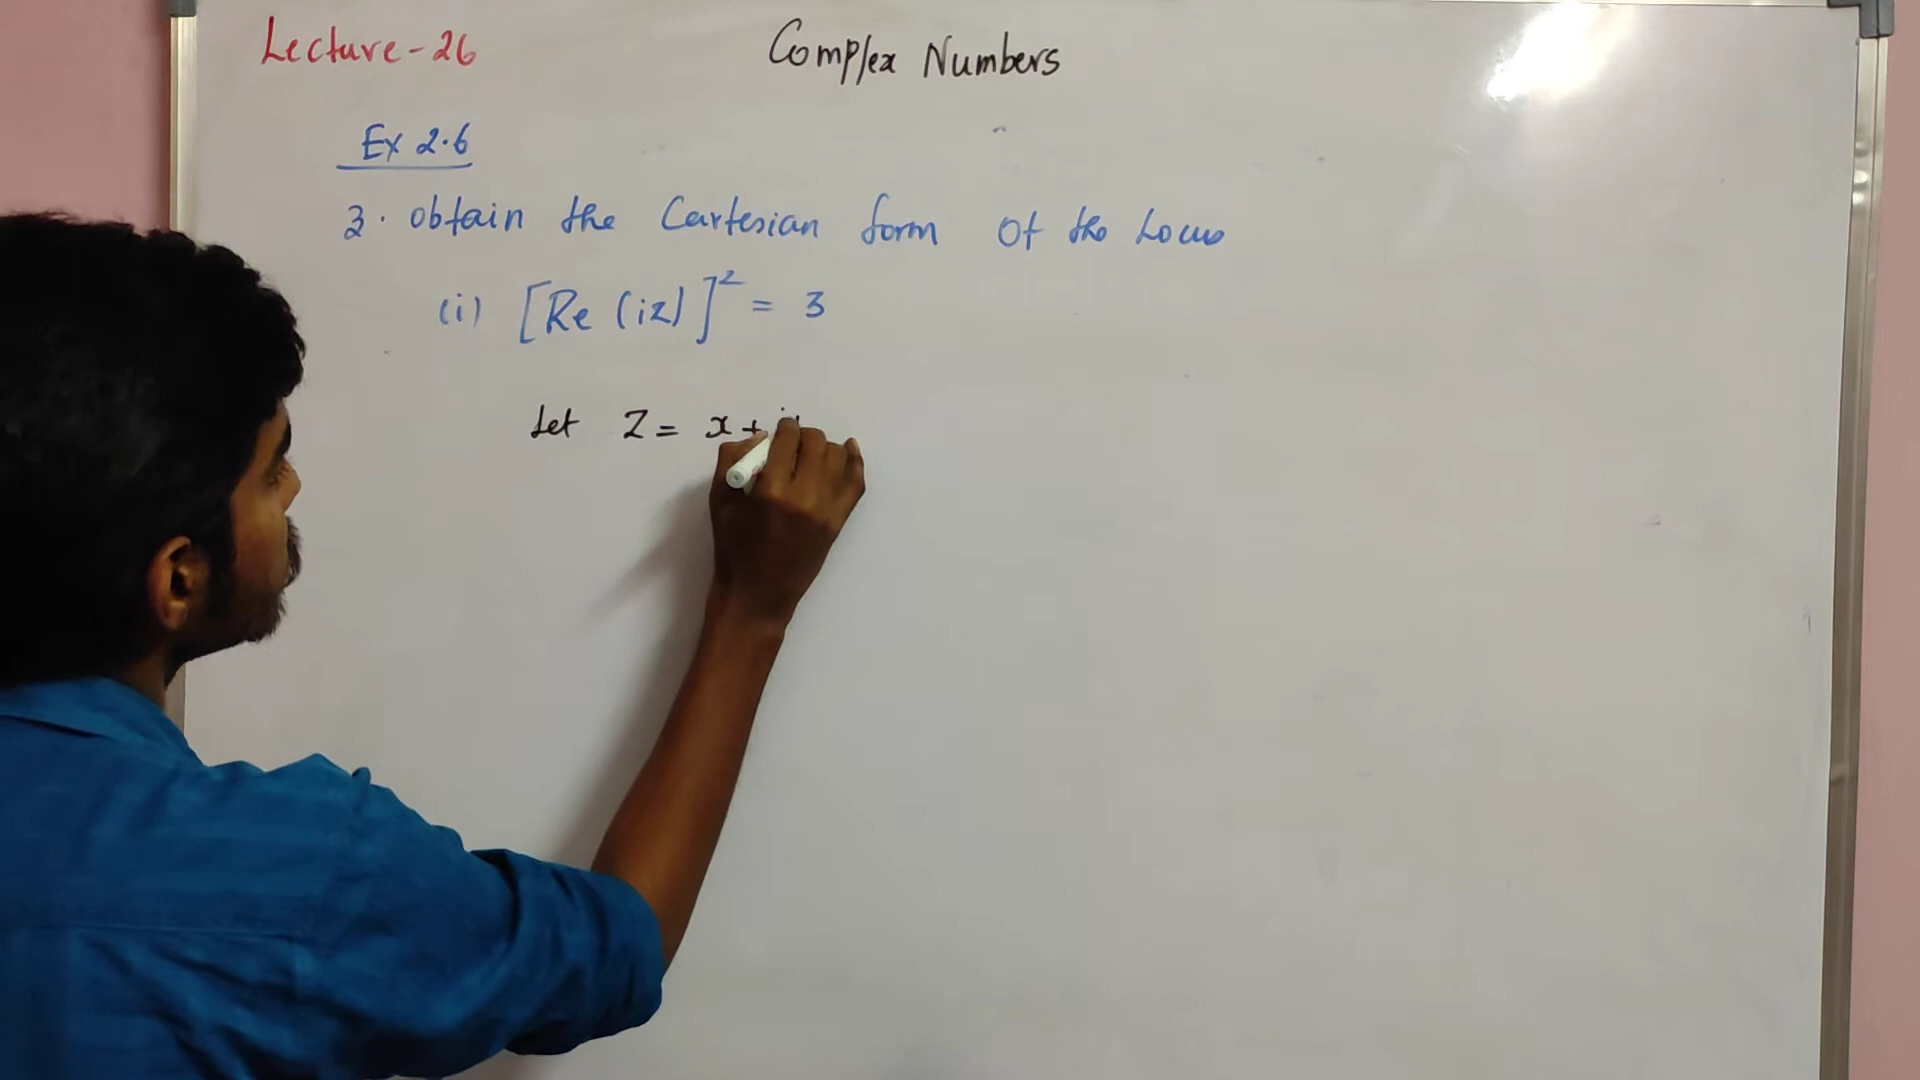 Lecture-26
Complex Numbers
Ex 2.6
3. Obtain the Cartesian form of the Locus
(i) [Re (iz)]² = 3
Let Z = x + i